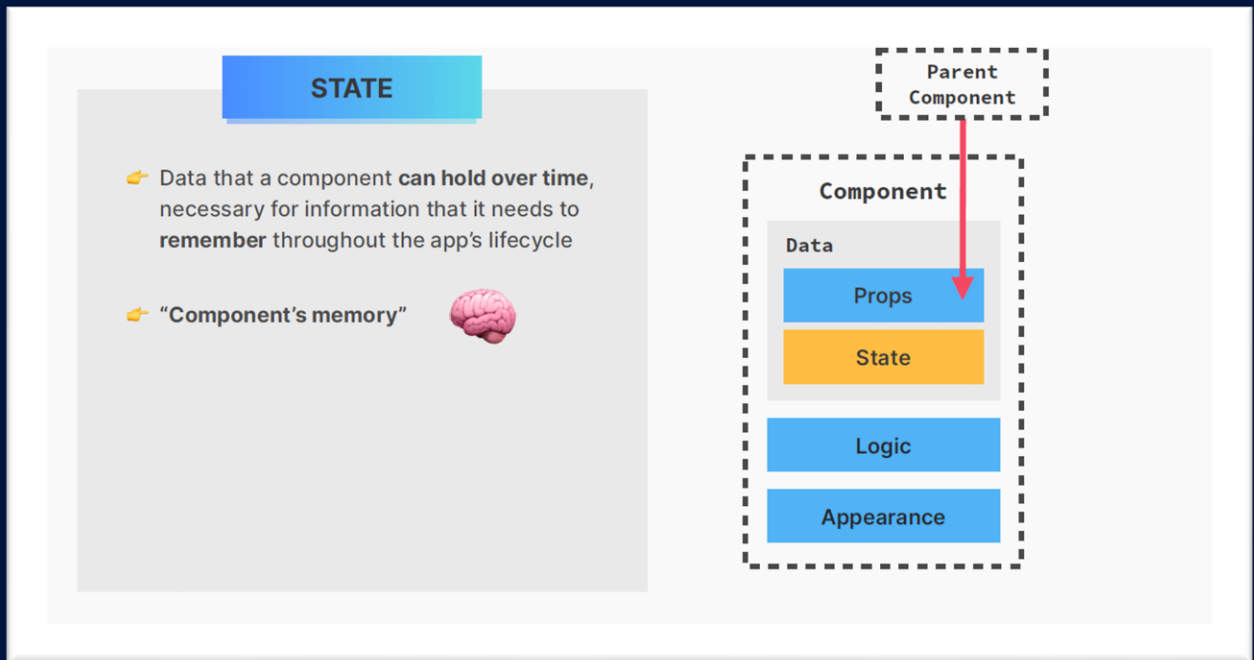 STATE
👉 Data that a component can hold over time,
necessary for information that it needs to
remember throughout the app’s lifecycle
👉 “Component’s memory”
Parent
Component
Component
Data
Props
State
Logic
Appearance